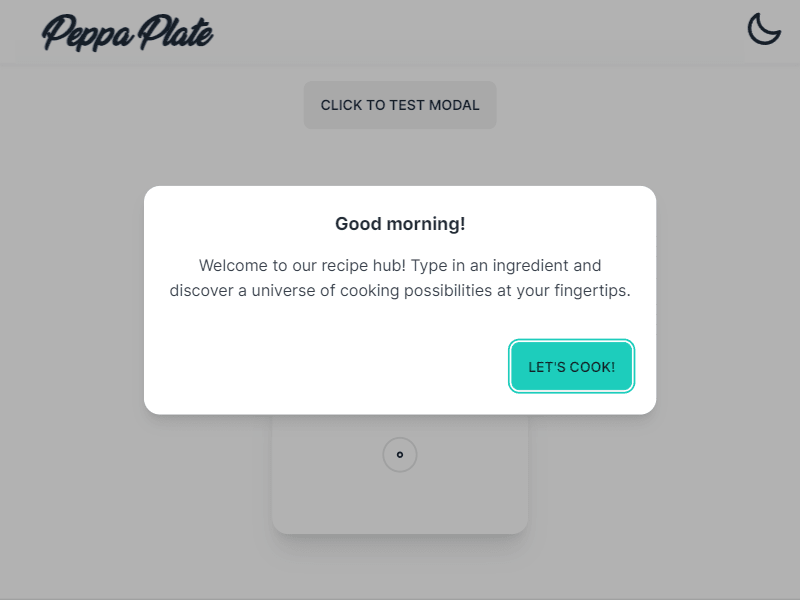 Peppa Plate
CLICK TO TEST MODAL
Good morning!
Welcome to our recipe hub! Type in an ingredient and
discover a universe of cooking possibilities at your fingertips.
LET'S COOK!